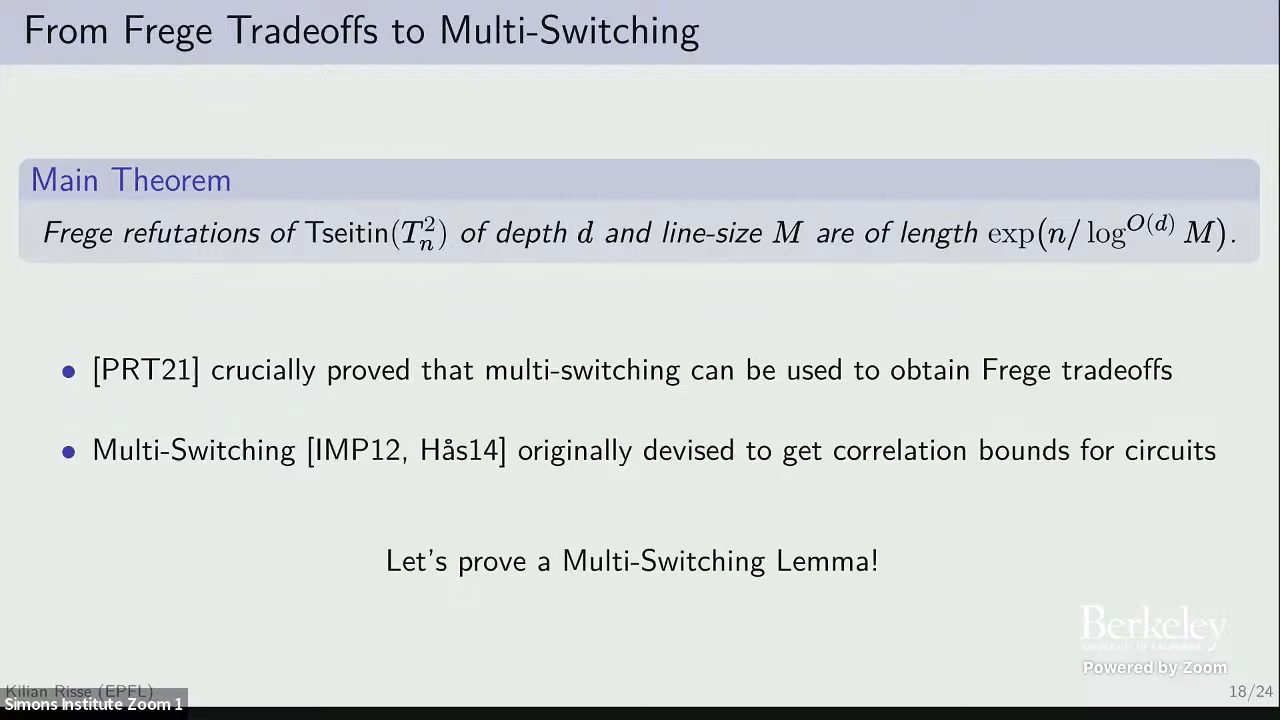 From Frege Tradeoffs to Multi-Switching
Main Theorem
Frege refutations of Tseitin(T_n^2) of depth d and line-size M are of length exp(n/ log^{O(d)} M).
• [PRT21] crucially proved that multi-switching can be used to obtain Frege tradeoffs
• Multi-Switching [IMP12, Hås14] originally devised to get correlation bounds for circuits
Let's prove a Multi-Switching Lemma!
Berkeley
UNIVERSITY OF CALIFORNIA
Powered by Zoom
Kilian Risse (EPFL)
18/24
Simons Institute Zoom 1